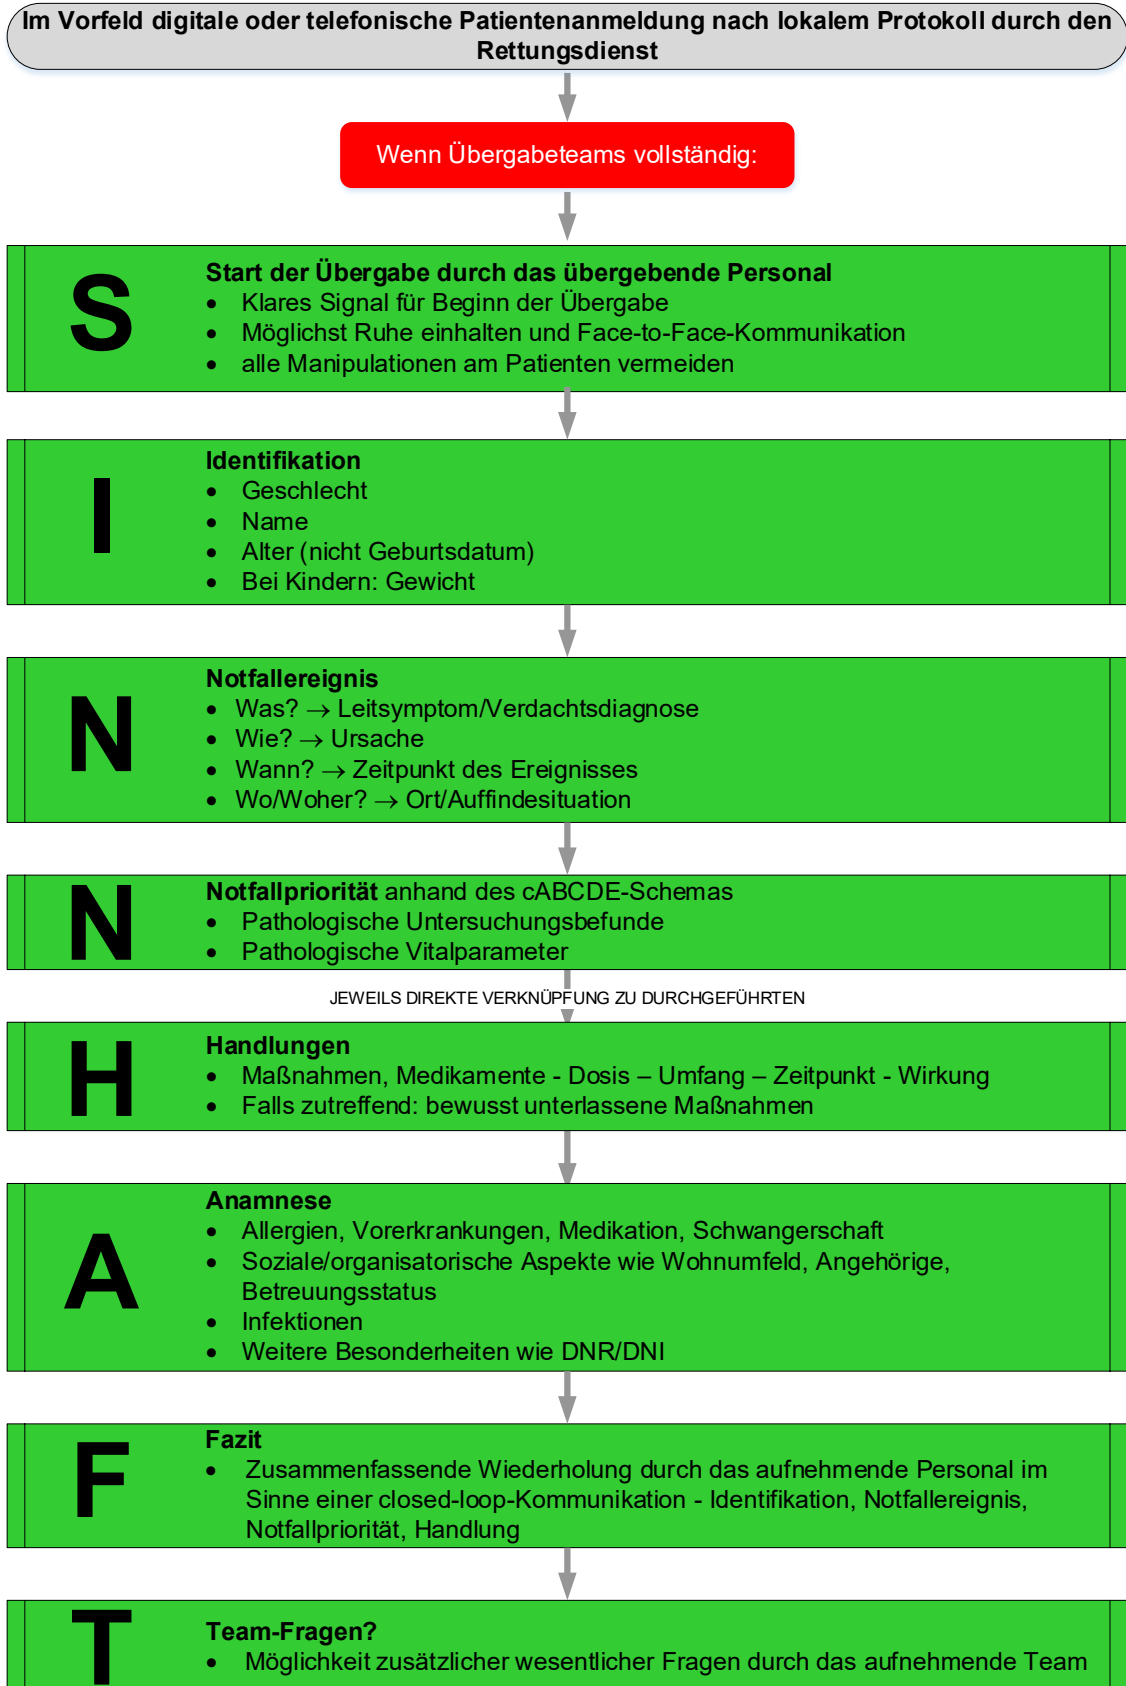 Im Vorfeld digitale oder telefonische Patientenanmeldung nach lokalem Protokoll durch den
Rettungsdienst
Wenn Übergabeteams vollständig:
S
Start der Übergabe durch das übergebende Personal
• Klares Signal für Beginn der Übergabe
• Möglichst Ruhe einhalten und Face-to-Face-Kommunikation
• alle Manipulationen am Patienten vermeiden
I
Identifikation
• Geschlecht
• Name
• Alter (nicht Geburtsdatum)
• Bei Kindern: Gewicht
N
Notfallereignis
• Was? → Leitsymptom/Verdachtsdiagnose
• Wie? → Ursache
• Wann? → Zeitpunkt des Ereignisses
• Wo/Woher? → Ort/Auffindesituation
N
Notfallpriorität anhand des cABCDE-Schemas
• Pathologische Untersuchungsbefunde
• Pathologische Vitalparameter
JEWEILS DIREKTE VERKNÜPFUNG ZU DURCHGEFÜHRTEN
H
Handlungen
• Maßnahmen, Medikamente - Dosis – Umfang – Zeitpunkt - Wirkung
• Falls zutreffend: bewusst unterlassene Maßnahmen
A
Anamnese
• Allergien, Vorerkrankungen, Medikation, Schwangerschaft
• Soziale/organisatorische Aspekte wie Wohnumfeld, Angehörige,
Betreuungsstatus
• Infektionen
• Weitere Besonderheiten wie DNR/DNI
F
Fazit
• Zusammenfassende Wiederholung durch das aufnehmende Personal im
Sinne einer closed-loop-Kommunikation - Identifikation, Notfallereignis,
Notfallpriorität, Handlung
T
Team-Fragen?
• Möglichkeit zusätzlicher wesentlicher Fragen durch das aufnehmende Team